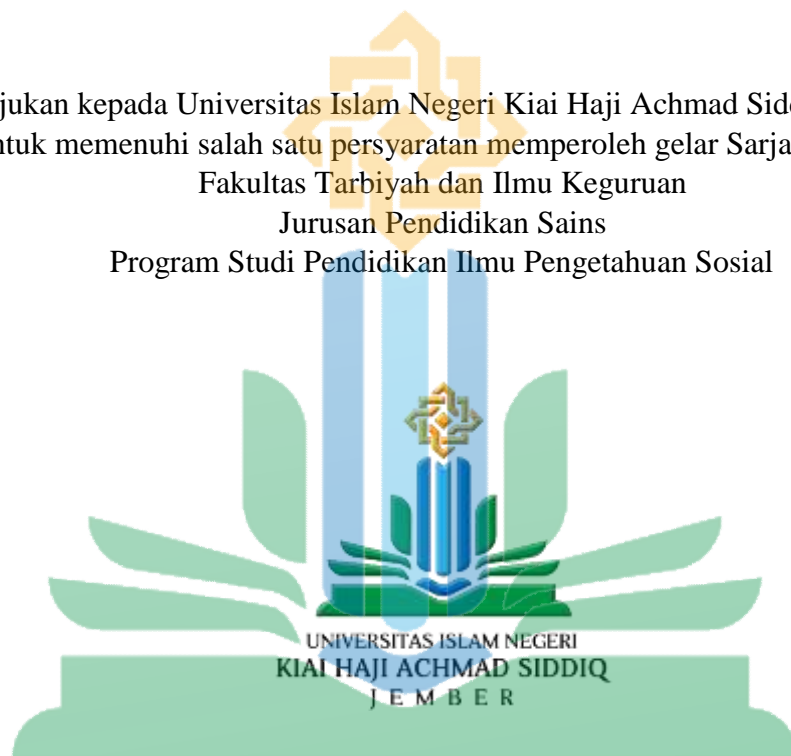 kepada Universitas Islam Negeri Kiai Haji Achmad
memenuhi salah satu persyaratan memperoleh gelar
Fakultas Tarbiyah dan Ilmu Keguruan
Jurusan Pendidikan Sains
Program Studi Pendidikan Ilmu Pengetahuan Sosial
UNIVERSITAS ISLAM NEGERI
KIAI HAJI ACHMAD SIDDIQ
JEMBER